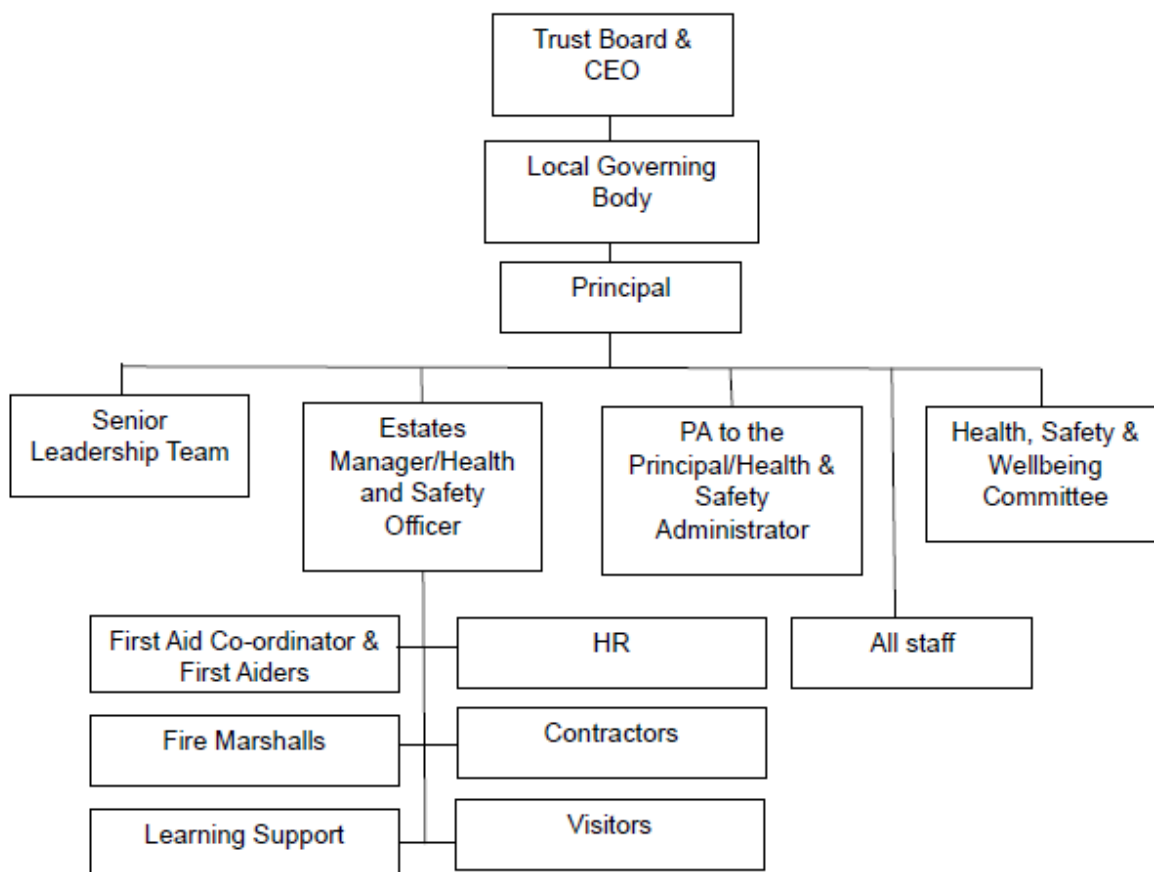 Trust Board &
CEO
Local Governing
Body
Principal
Senior
Leadership Team
Estates
Manager/Health
and Safety
Officer
PA to the
Principal/Health &
Safety
Administrator
Health, Safety &
Wellbeing
Committee
First Aid Co-ordinator &
First Aiders
HR
All staff
Fire Marshalls
Contractors
Learning Support
Visitors